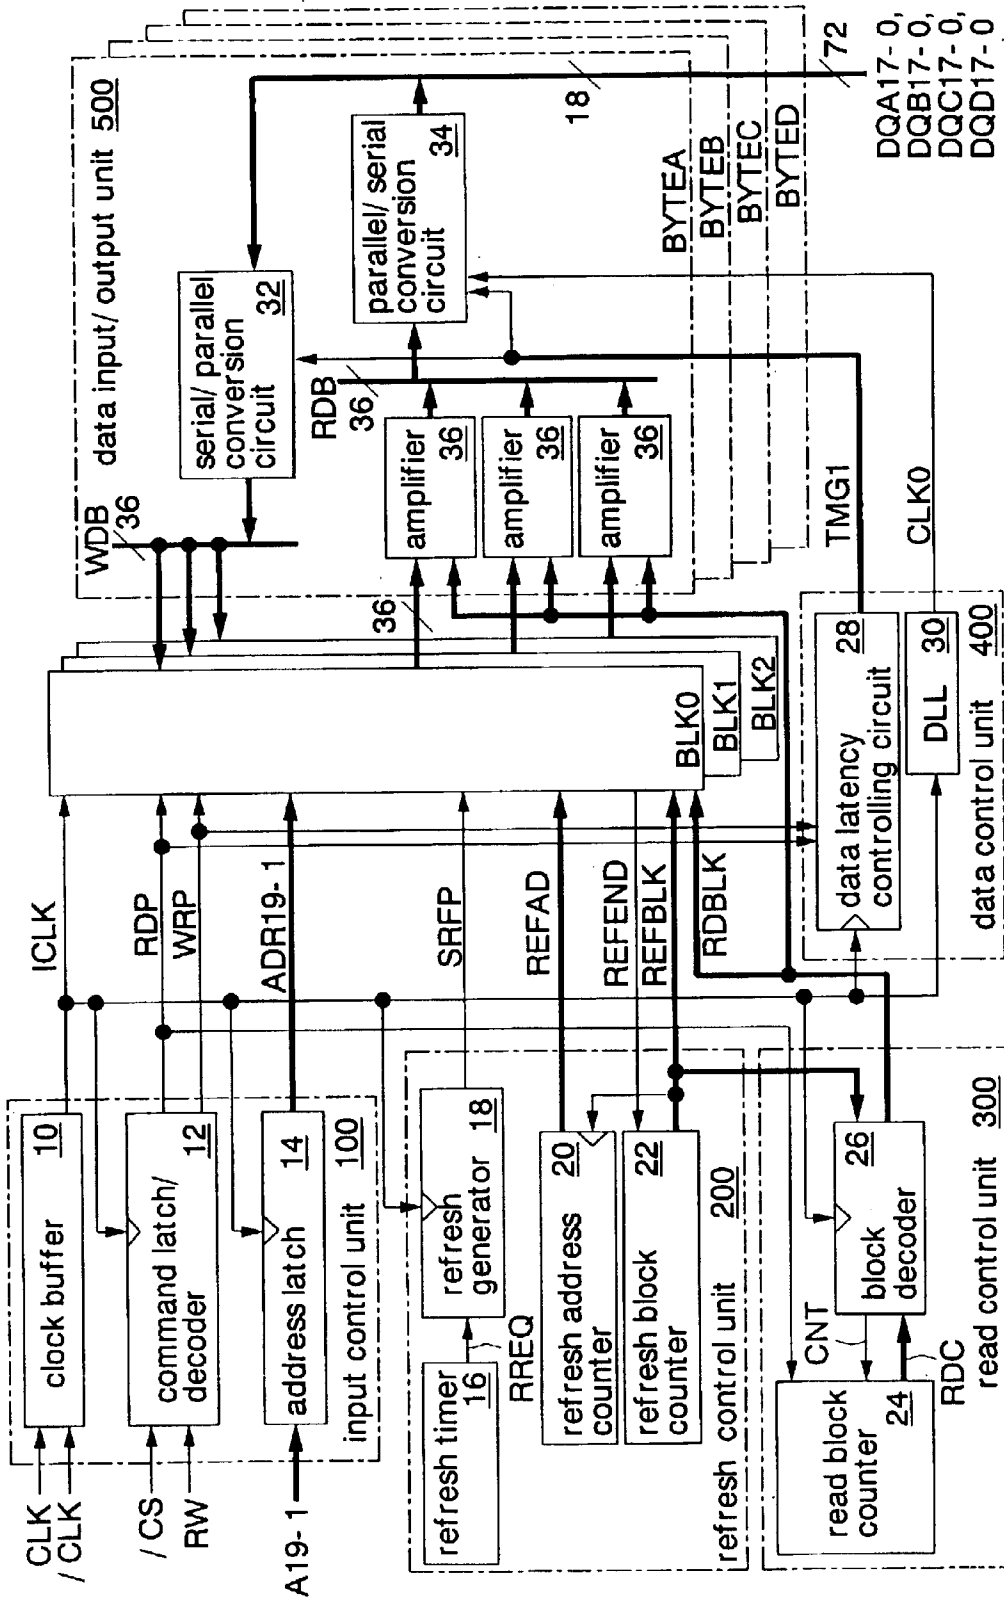 CLK
/ CLK
/ CS
RW
A19- 1
clock buffer
10
command latch/
decoder
12
address latch
14
input control unit
100
ICLK
RDP
WRP
ADR19- 1
SRFP
REFAD
REFEND
REFBLK
RDBLK
refresh timer
16
RREQ
refresh
generator
18
refresh address
counter
20
refresh block
counter
22
refresh control unit
200
read block
counter
24
CNT
RDC
block
decoder
26
read control unit
300
BLK0
BLK1
BLK2
data latency
controlling circuit
28
DLL
30
data control unit
400
TMG1
CLK0
WDB
36
data input/ output unit
500
serial/ parallel
conversion
circuit
32
36
amplifier
36
amplifier
36
amplifier
36
RDB
36
parallel/ serial
conversion
circuit
34
18
72
BYTEA
BYTEB
BYTEC
BYTED
DQA17- 0,
DQB17- 0,
DQC17- 0,
DQD17- 0